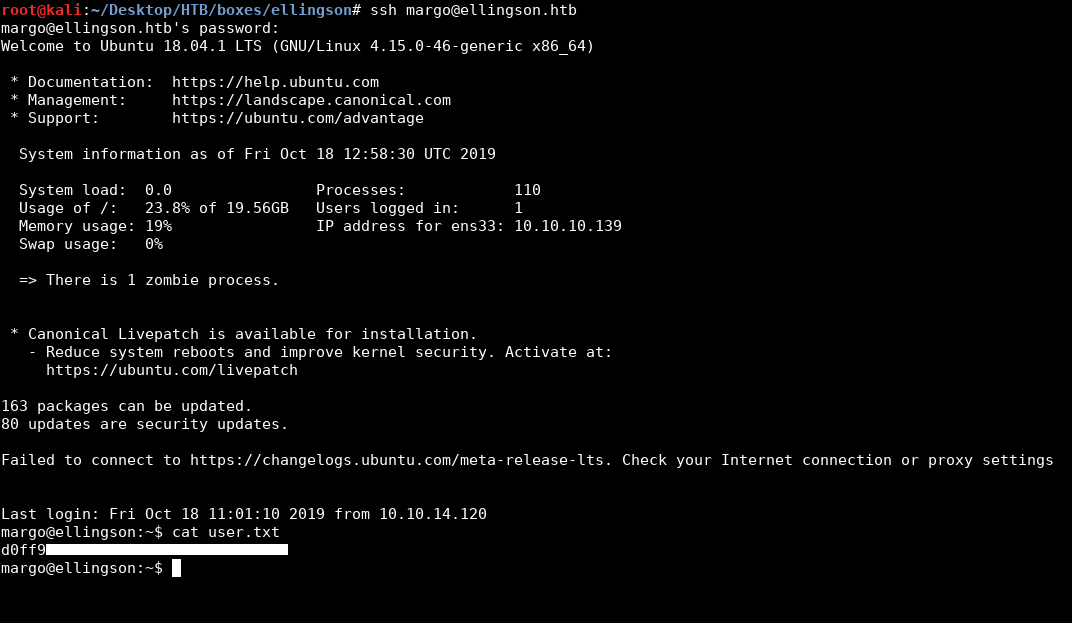 root@kali:~/Desktop/HTB/boxes/ellingson# ssh margo@ellingson.htb
margo@ellingson.htb's password:
Welcome to Ubuntu 18.04.1 LTS (GNU/Linux 4.15.0-46-generic x86_64)
* Documentation:  https://help.ubuntu.com
* Management:     https://landscape.canonical.com
* Support:        https://ubuntu.com/advantage
System information as of Fri Oct 18 12:58:30 UTC 2019
System load:  0.0                Processes:            110
Usage of /:   23.8% of 19.56GB   Users logged in:      1
Memory usage: 19%                IP address for ens33: 10.10.10.139
Swap usage:   0%
=> There is 1 zombie process.
* Canonical Livepatch is available for installation.
- Reduce system reboots and improve kernel security. Activate at:
https://ubuntu.com/livepatch
163 packages can be updated.
80 updates are security updates.
Failed to connect to https://changelogs.ubuntu.com/meta-release-lts. Check your Internet connection or proxy settings
Last login: Fri Oct 18 11:01:10 2019 from 10.10.14.120
margo@ellingson:~$ cat user.txt
d0ff9
margo@ellingson:~$